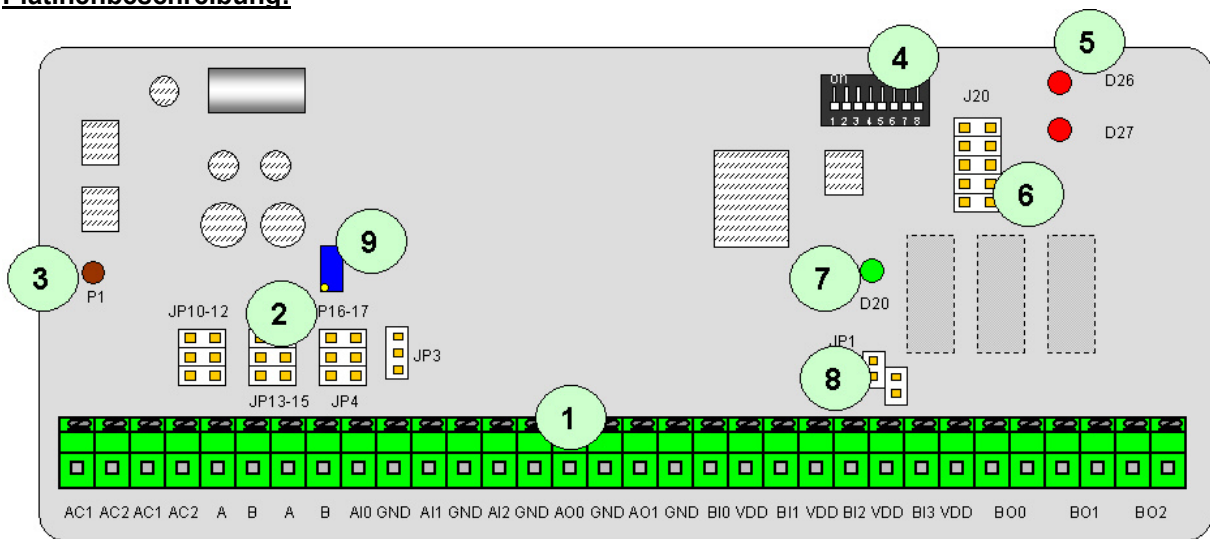 Platinenbeschreibung:
5
4
on
D26
J20
1 2 3 4 5 6 7 8
D27
6
9
3
7
P1
D20
JP10-12
2
P16-17
JP1
JP3
8
JP13-15
JP4
1
AC1 AC2 AC1 AC2 A B A B AI0 GND AI1 GND AI2 GND AO0 GND AO1 GND BI0 VDD BI1 VDD BI2 VDD BI3 VDD BO0 BO1 BO2